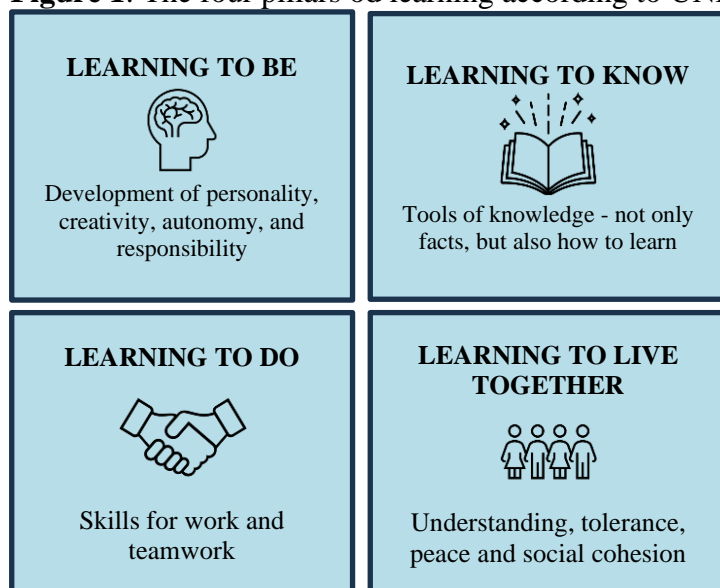 Figure 1. The four pillars od learning according to
LEARNING TO BE
Development of personality,
creativity, autonomy, and
responsibility
LEARNING TO KNOW
Tools of knowledge - not only
facts, but also how to learn
LEARNING TO DO
Skills for work and
teamwork
LEARNING TO LIVE
TOGETHER
Understanding, tolerance,
peace and social cohesion